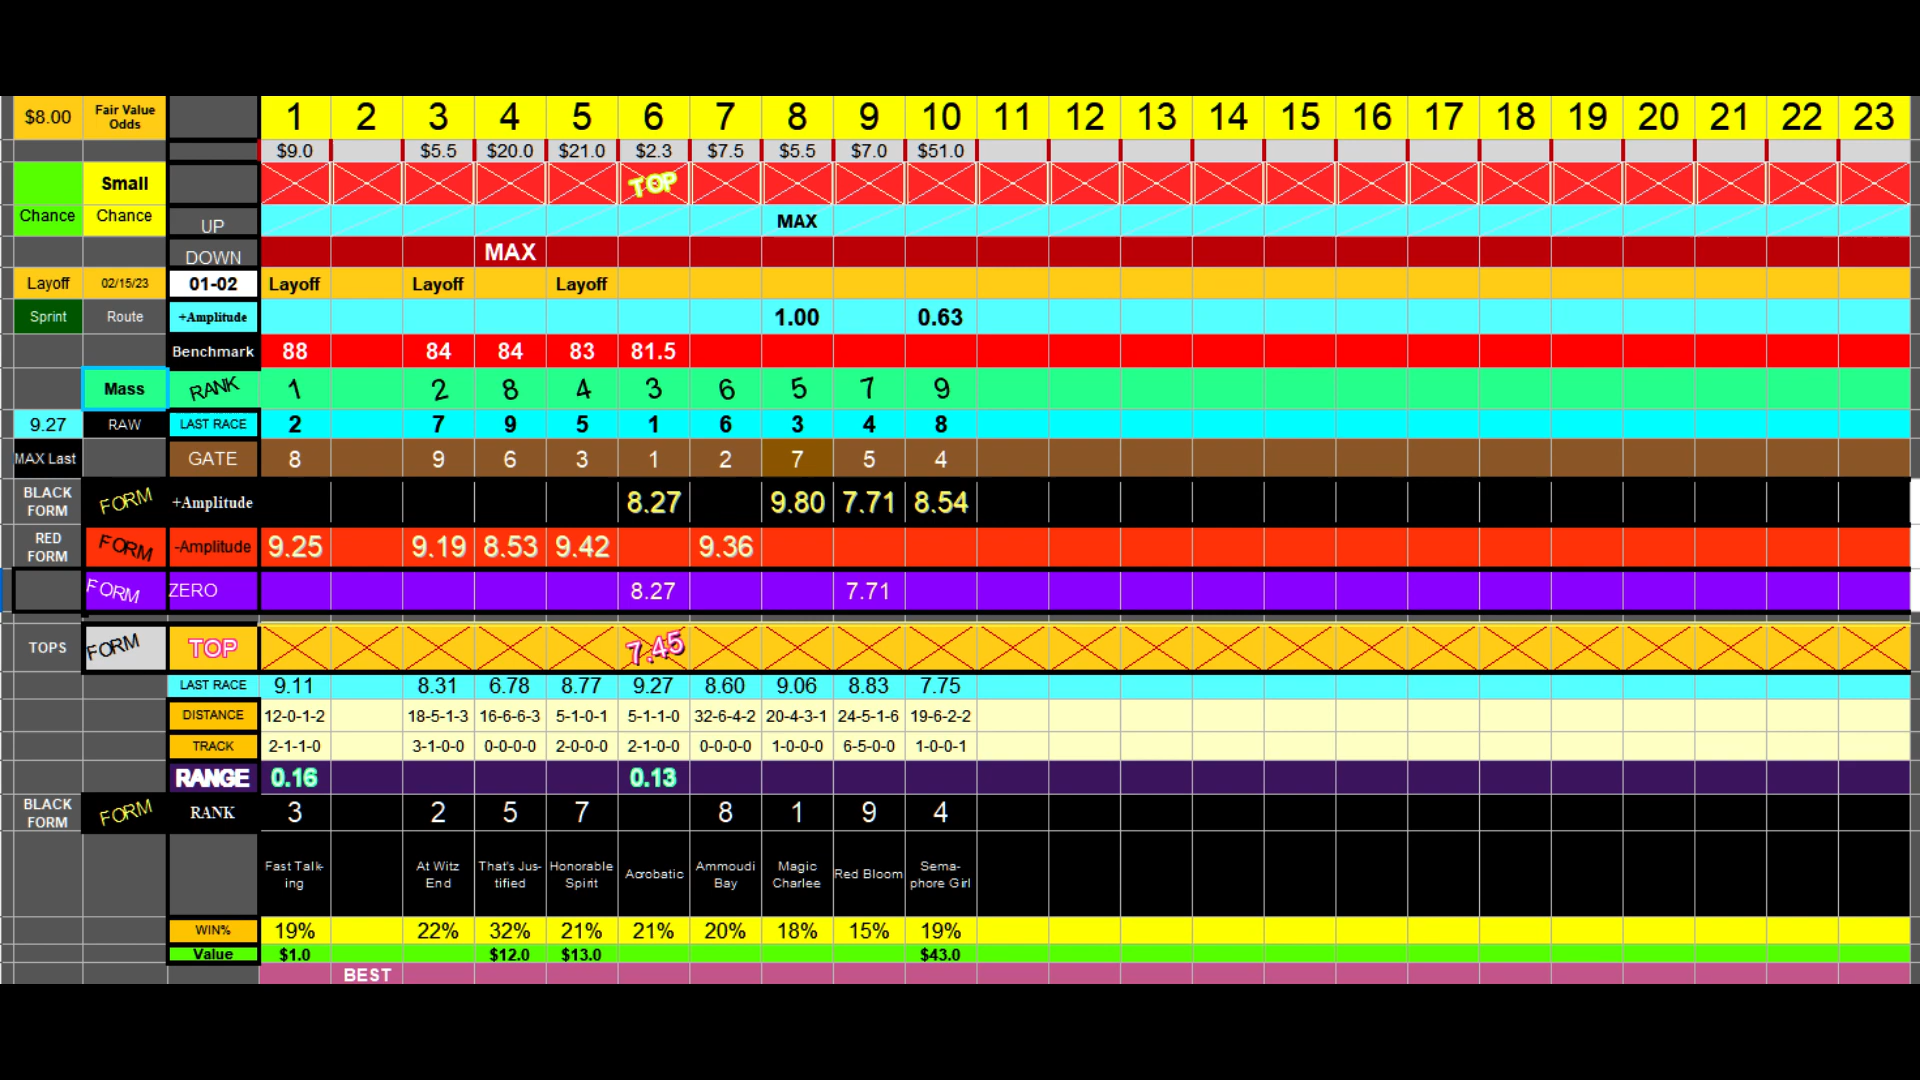 $8.00 Fair Value Odds 1 2 3 4 5 6 7 8 9 10 11 12 13 14 15 16 17 18 19 20 21 22 23
$9.0 $5.5 $20.0 $21.0 $2.3 $7.5 $5.5 $7.0 $51.0
Small TOP
Chance Chance UP MAX
DOWN MAX
Layoff 02/15/23 01-02 Layoff Layoff Layoff
Sprint Route +Amplitude 1.00 0.63
Benchmark 88 84 84 83 81.5
Mass RANK 1 2 8 4 3 6 5 7 9
9.27 RAW LAST RACE 2 7 9 5 1 6 3 4 8
MAX Last GATE 8 9 6 3 1 2 7 5 4
BLACK FORM FORM +Amplitude 8.27 9.80 7.71 8.54
RED FORM FORM -Amplitude 9.25 9.19 8.53 9.42 9.36
FORM ZERO 8.27 7.71
TOPS FORM TOP 7.45
LAST RACE 9.11 8.31 6.78 8.77 9.27 8.60 9.06 8.83 7.75
DISTANCE 12-0-1-2 18-5-1-3 16-6-6-3 5-1-0-1 5-1-1-0 32-6-4-2 20-4-3-1 24-5-1-6 19-6-2-2
TRACK 2-1-1-0 3-1-0-0 0-0-0-0 2-0-0-0 2-1-0-0 0-0-0-0 1-0-0-0 6-5-0-0 1-0-0-1
RANGE 0.16 0.13
BLACK FORM FORM RANK 3 2 5 7 8 1 9 4
Fast Talk- At Witz That's Jus- Honorable Acrobatic Ammoudi Magic Red Bloom Sema-
ing End tified Spirit Bay Charlee phore Girl
WIN% 19% 22% 32% 21% 21% 20% 18% 15% 19%
Value $1.0 $12.0 $13.0 $43.0
BEST